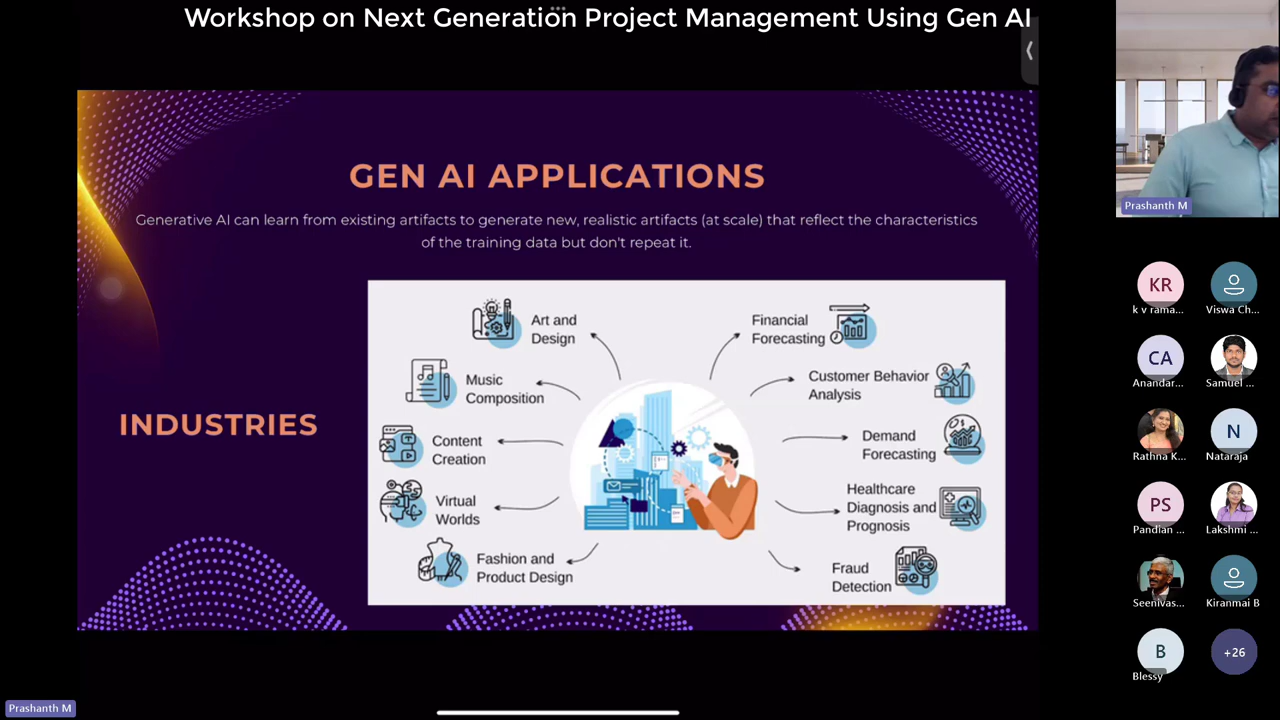 Workshop on Next Generation Project Management Using Gen AI
GEN AI APPLICATIONS
Generative AI can learn from existing artifacts to generate new, realistic artifacts (at scale) that reflect the characteristics
of the training data but don't repeat it.
INDUSTRIES
Art and
Design
Music
Composition
Content
Creation
Virtual
Worlds
Fashion and
Product Design
Financial
Forecasting
Customer Behavior
Analysis
Demand
Forecasting
Healthcare
Diagnosis and
Prognosis
Fraud
Detection
Prashanth M
KR
k v rama...
Viswa Ch...
CA
Anandar...
Samuel ...
Rathna K...
N
Nataraja
PS
Pandian ...
Lakshmi ...
Seenivas...
Kiranmai B
B
Blessy
+26
Prashanth M